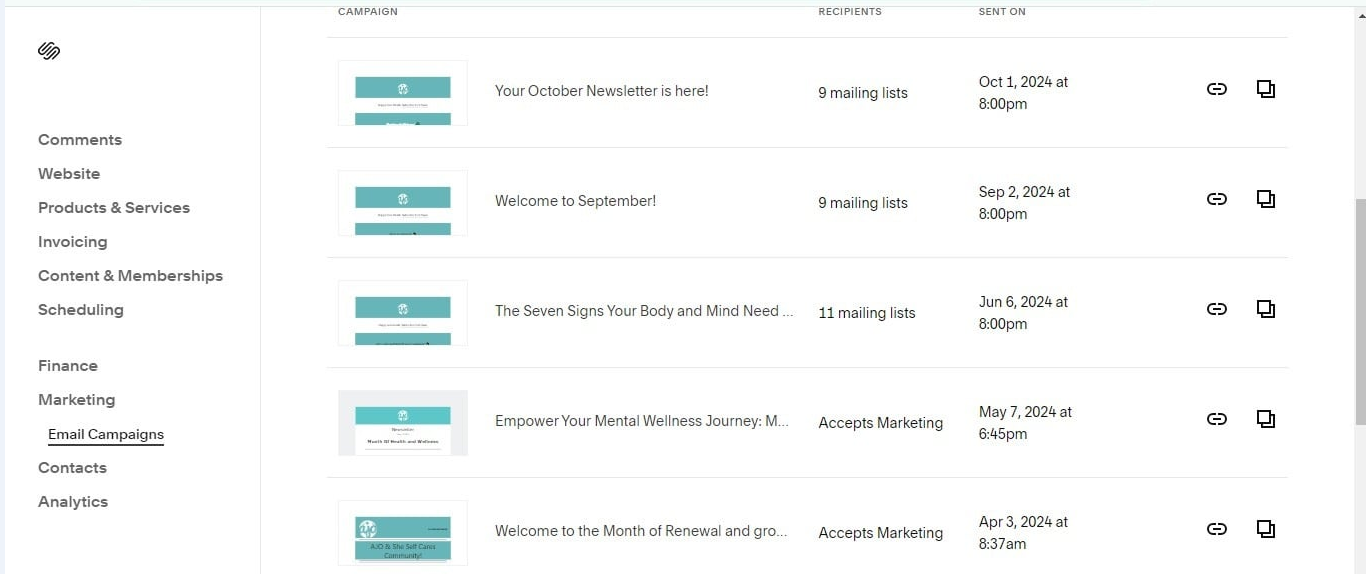 CAMPAIGN RECIPIENTS SENT ON
Comments
Website
Products & Services
Invoicing
Content & Memberships
Scheduling
Finance
Marketing
Email Campaigns
Contacts
Analytics
Your October Newsletter is here!
9 mailing lists
Oct 1, 2024 at
8:00pm
Welcome to September!
9 mailing lists
Sep 2, 2024 at
8:00pm
The Seven Signs Your Body and Mind Need ...
11 mailing lists
Jun 6, 2024 at
8:00pm
Newsletter
Month Of Health and Wellness
Empower Your Mental Wellness Journey: M...
Accepts Marketing
May 7, 2024 at
6:45pm
AJO & She Self Cares
Community!
Welcome to the Month of Renewal and gro...
Accepts Marketing
Apr 3, 2024 at
8:37am